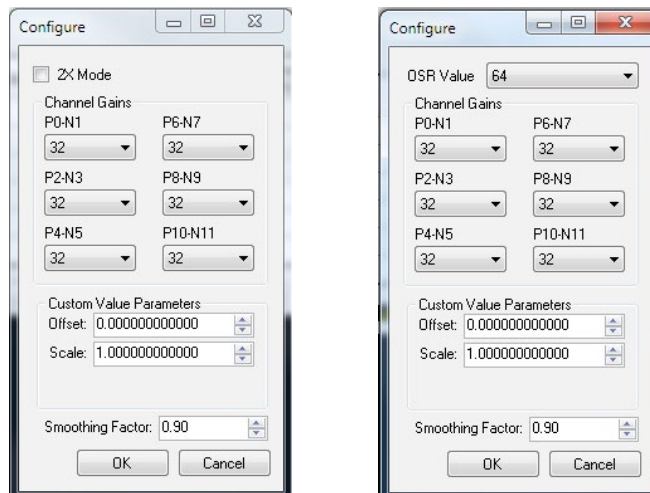 Configure
2X Mode
Channel Gains
P0-N1 P6-N7
32 32
P2-N3 P8-N9
32 32
P4-N5 P10-N11
32 32
Custom Value Parameters
Offset: 0.000000000000
Scale: 1.000000000000
Smoothing Factor: 0.90
OK Cancel
Configure
OSR Value 64
Channel Gains
P0-N1 P6-N7
32 32
P2-N3 P8-N9
32 32
P4-N5 P10-N11
32 32
Custom Value Parameters
Offset: 0.000000000000
Scale: 1.000000000000
Smoothing Factor: 0.90
OK Cancel